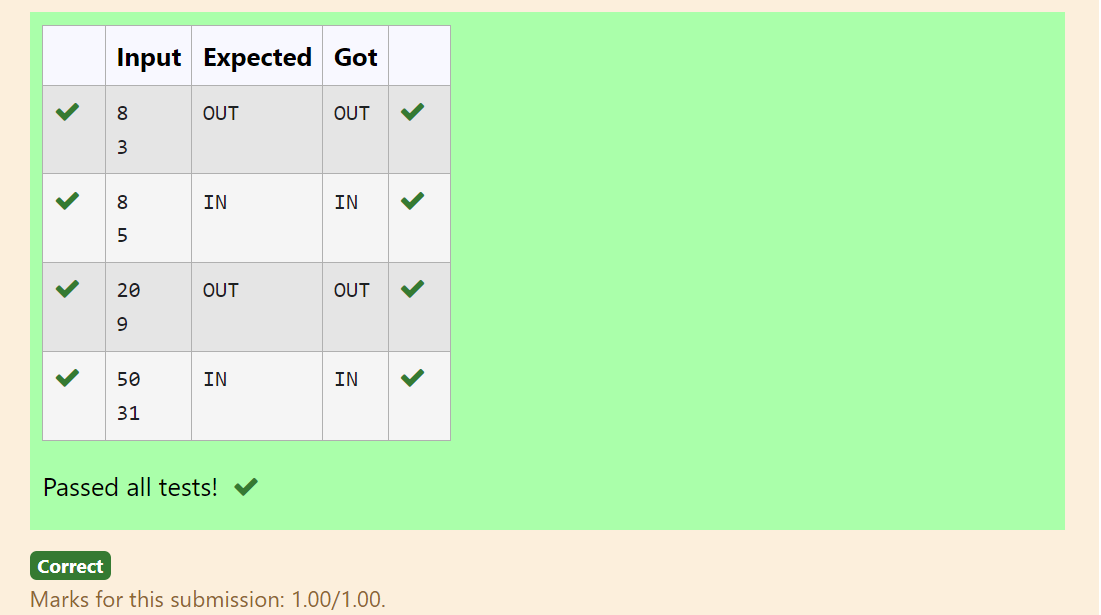 Input Expected Got
8 OUT OUT
3
8 IN IN
5
20 OUT OUT
9
50 IN IN
31
Passed all tests!
Correct
Marks for this submission: 1.00/1.00.